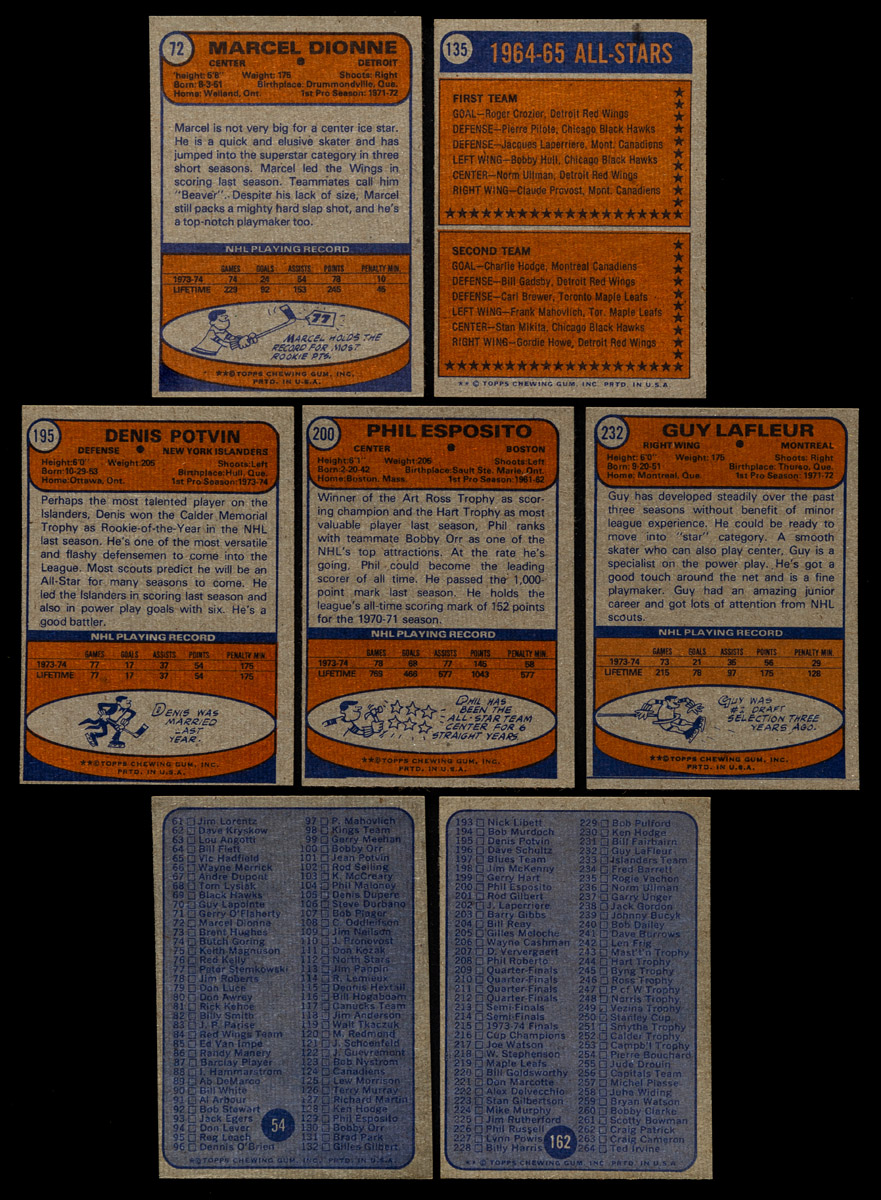 72
MARCEL DIONNE
CENTER DETROIT
height: 5'8" Weight: 175 Shoots: Right
Born: 8-3-51 Birthplace: Drummondville, Que.
Home: Welland, Ont. 1st Pro Season: 1971-72
Marcel is not very big for a center ice star.
He is a quick and elusive skater and has
jumped into the superstar category in three
short seasons. Marcel led the Wings in
scoring last season. Teammates call him
"Beaver". Despite his lack of size, Marcel
still packs a mighty hard slap shot, and he's
a top-notch playmaker too.
NHL PLAYING RECORD
GAMES GOALS ASSISTS POINTS PENALTY MIN.
1973-74 74 24 54 78 10
LIFETIME 229 92 153 245 45
77
MARCEL HOLDS THE
RECORD FOR MOST
ROOKIE PTS.
★★©TOPPS CHEWING GUM, INC.
PRTD. IN U.S.A.
135
1964-65 ALL-STARS
FIRST TEAM
GOAL—Roger Crozier, Detroit Red Wings
DEFENSE—Pierre Pilote, Chicago Black Hawks
DEFENSE—Jacques Laperriere, Mont. Canadiens
LEFT WING—Bobby Hull, Chicago Black Hawks
CENTER—Norm Ullman, Detroit Red Wings
RIGHT WING—Claude Provost, Mont. Canadiens
SECOND TEAM
GOAL—Charlie Hodge, Montreal Canadiens
DEFENSE—Bill Gadsby, Detroit Red Wings
DEFENSE—Carl Brewer, Toronto Maple Leafs
LEFT WING—Frank Mahovlich, Tor. Maple Leafs
CENTER—Stan Mikita, Chicago Black Hawks
RIGHT WING—Gordie Howe, Detroit Red Wings
★★ © TOPPS CHEWING GUM, INC. PRTD. IN U.S.A.
195
DENIS POTVIN
DEFENSE NEW YORK ISLANDERS
Height: 6'0" Weight: 205 Shoots: Left
Born: 10-29-53 Birthplace: Hull, Que.
Home: Ottawa, Ont. 1st Pro Season: 1973-74
Perhaps the most talented player on the
Islanders, Denis won the Calder Memorial
Trophy as Rookie-of-the-Year in the NHL
last season. He's one of the most versatile
and flashy defensemen to come into the
League. Most scouts predict he will be an
All-Star for many seasons to come. He
led the Islanders in scoring last season and
also in power play goals with six. He's a
good battler.
NHL PLAYING RECORD
GAMES GOALS ASSISTS POINTS PENALTY MIN.
1973-74 77 17 37 54 175
LIFETIME 77 17 37 54 175
DENIS WAS
MARRIED
LAST
YEAR.
★★©TOPPS CHEWING GUM, INC.
PRTD. IN U.S.A.
200
PHIL ESPOSITO
CENTER BOSTON
Height: 6'1" Weight: 205 Shoots: Left
Born: 2-20-42 Birthplace: Sault Ste. Marie, Ont.
Home: Boston, Mass. 1st Pro Season: 1961-62
Winner of the Art Ross Trophy as scor-
ing champion and the Hart Trophy as most
valuable player last season, Phil ranks
with teammate Bobby Orr as one of the
NHL's top attractions. At the rate he's
going, Phil could become the leading
scorer of all time. He passed the 1,000-
point mark last season. He holds the
league's all-time scoring mark of 152 points
for the 1970-71 season.
NHL PLAYING RECORD
GAMES GOALS ASSISTS POINTS PENALTY MIN.
1973-74 78 68 77 145 58
LIFETIME 769 466 577 1043 577
PHIL HAS
BEEN THE
ALL-STAR TEAM
CENTER FOR 6
STRAIGHT YEARS.
★★©TOPPS CHEWING GUM, INC.
PRTD. IN U.S.A.
232
GUY LAFLEUR
RIGHT WING MONTREAL
Height: 6'0" Weight: 175 Shoots: Right
Born: 9-20-51 Birthplace: Thurso, Que.
Home: Montreal, Que. 1st Pro Season: 1971-72
Guy has developed steadily over the past
three seasons without benefit of minor
league experience. He could be ready to
move into "star" category. A smooth
skater who can also play center, Guy is a
specialist on the power play. He's got a
good touch around the net and is a fine
playmaker. Guy had an amazing junior
career and got lots of attention from NHL
scouts.
NHL PLAYING RECORD
GAMES GOALS ASSISTS POINTS PENALTY MIN.
1973-74 73 21 35 56 29
LIFETIME 215 78 97 175 128
GUY WAS
#1 DRAFT
SELECTION THREE
YEARS AGO.
★★©TOPPS CHEWING GUM, INC.
PRTD. IN U.S.A.
61 Jim Lorentz
62 Dave Kryskow
63 Lou Angotti
64 Bill Flett
65 Vic Hadfield
66 Wayne Merrick
67 Andre Dupont
68 Tom Lysiak
69 Black Hawks
70 Guy Lapointe
71 Gerry O'Flaherty
72 Marcel Dionne
73 Brent Hughes
74 Butch Goring
75 Keith Magnuson
76 Red Kelly
77 Peter Stemkowski
78 Jim Roberts
79 Don Luce
80 Don Awrey
81 Rick Kehoe
82 Billy Smith
83 J. P. Parise
84 Red Wings Team
85 Ed Van Impe
86 Randy Manery
87 Barclay Plager
88 I. Hammarstrom
89 Ab DeMarco
90 Bill White
91 Al Arbour
92 Bob Stewart
93 Jack Egers
94 Don Lever
95 Reg Leach
96 Dennis O'Brien
97 P. Mahovlich
98 Kings Team
99 Gerry Meehan
100 Bobby Orr
101 Jean Potvin
102 Rod Seiling
103 K. McCreary
104 Phil Maloney
105 Denis Dupere
106 Steve Durbano
107 Bob Plager
108 C. Oddleifson
109 Jim Neilson
110 J. Pronovost
111 Don Kozak
112 North Stars
113 Jim Pappin
114 R. Lemieux
115 Dennis Hextall
116 Bill Hogaboam
117 Canucks Team
118 Jim Anderson
119 Walt Tkaczuk
120 M. Redmond
121 J. Schoenfeld
122 J. Guevremont
123 Bob Nystrom
124 Canadiens
125 Lew Morrison
126 Terry Murray
127 Richard Martin
128 Ken Hodge
129 Phil Esposito
130 Bobby Orr
131 Brad Park
132 Gilles Gilbert
54
★©TOPPS CHEWING GUM, INC. PRTD. IN U.S.A.
193 Nick Libett
194 Bob Murdoch
195 Denis Potvin
196 Dave Schultz
197 Blues Team
198 Jim McKenny
199 Gerry Hart
200 Phil Esposito
201 Rod Gilbert
202 J. Laperriere
203 Barry Gibbs
204 Bill Reay
205 Gilles Meloche
206 Wayne Cashman
207 D. Ververgaert
208 Phil Roberto
209 Quarter-Finals
210 Quarter-Finals
211 Quarter-Finals
212 Quarter-Finals
213 Semi-Finals
214 Semi-Finals
215 1973-74 Finals
216 Cup Champions
217 Joe Watson
218 W. Stephenson
219 Maple Leafs
220 Bill Goldsworthy
221 Don Marcotte
222 Alex Delvecchio
223 Stan Gilbertson
224 Mike Murphy
225 Jim Rutherford
226 Phil Russell
227 Lynn Powis
228 Billy Harris
229 Bob Pulford
230 Ken Hodge
231 Bill Fairbairn
232 Guy LaFleur
233 Islanders Team
234 Fred Barrett
235 Rogie Vachon
236 Norm Ullman
237 Garry Unger
238 Jack Gordon
239 Johnny Bucyk
240 Bob Dailey
241 Dave Burrows
242 Len Frig
243 Mast'tn Trophy
244 Hart Trophy
245 Byng Trophy
246 Ross Trophy
247 P of W Trophy
248 Norris Trophy
249 Vezina Trophy
250 Stanley Cup
251 Smythe Trophy
252 Calder Trophy
253 Campb'l Trophy
254 Pierre Bouchard
255 Jude Drouin
256 Capitals Team
257 Michel Plasse
258 Juha Widing
259 Bryan Watson
260 Bobby Clarke
261 Scotty Bowman
262 Craig Patrick
263 Craig Cameron
264 Ted Irvine
162
★ © TOPPS CHEWING GUM, INC. PRTD. IN U.S.A.